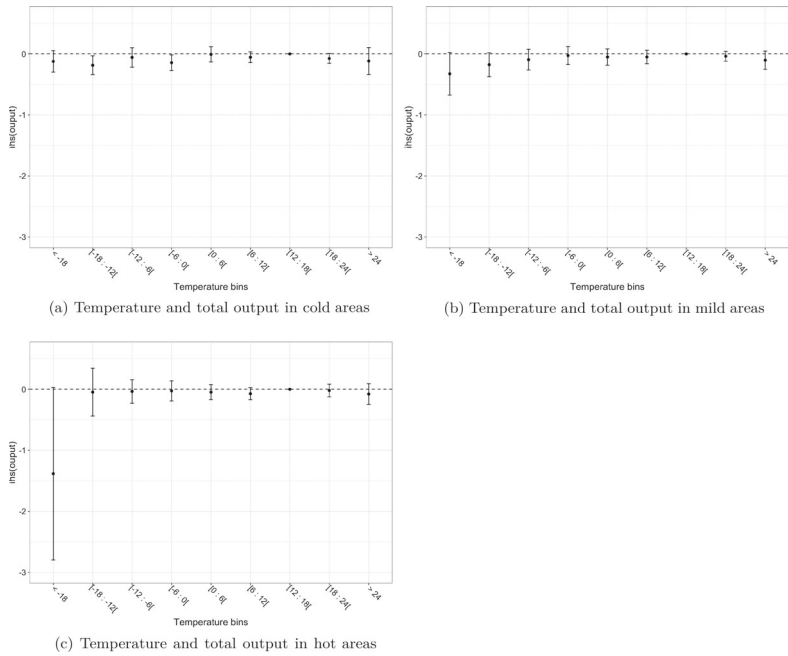 0
-1
-2
-3
ihs(ouput)
< -18
[-18 : -12[
[-12 : -6[
[-6 : 0[
[0 : 6[
[6 : 12[
[12 : 18[
[18 : 24[
> 24
Temperature bins
(a) Temperature and total output in cold areas
0
-1
-2
-3
ihs(ouput)
< -18
[-18 : -12[
[-12 : -6[
[-6 : 0[
[0 : 6[
[6 : 12[
[12 : 18[
[18 : 24[
> 24
Temperature bins
(b) Temperature and total output in mild areas
0
-1
-2
-3
ihs(ouput)
< -18
[-18 : -12[
[-12 : -6[
[-6 : 0[
[0 : 6[
[6 : 12[
[12 : 18[
[18 : 24[
> 24
Temperature bins
(c) Temperature and total output in hot areas